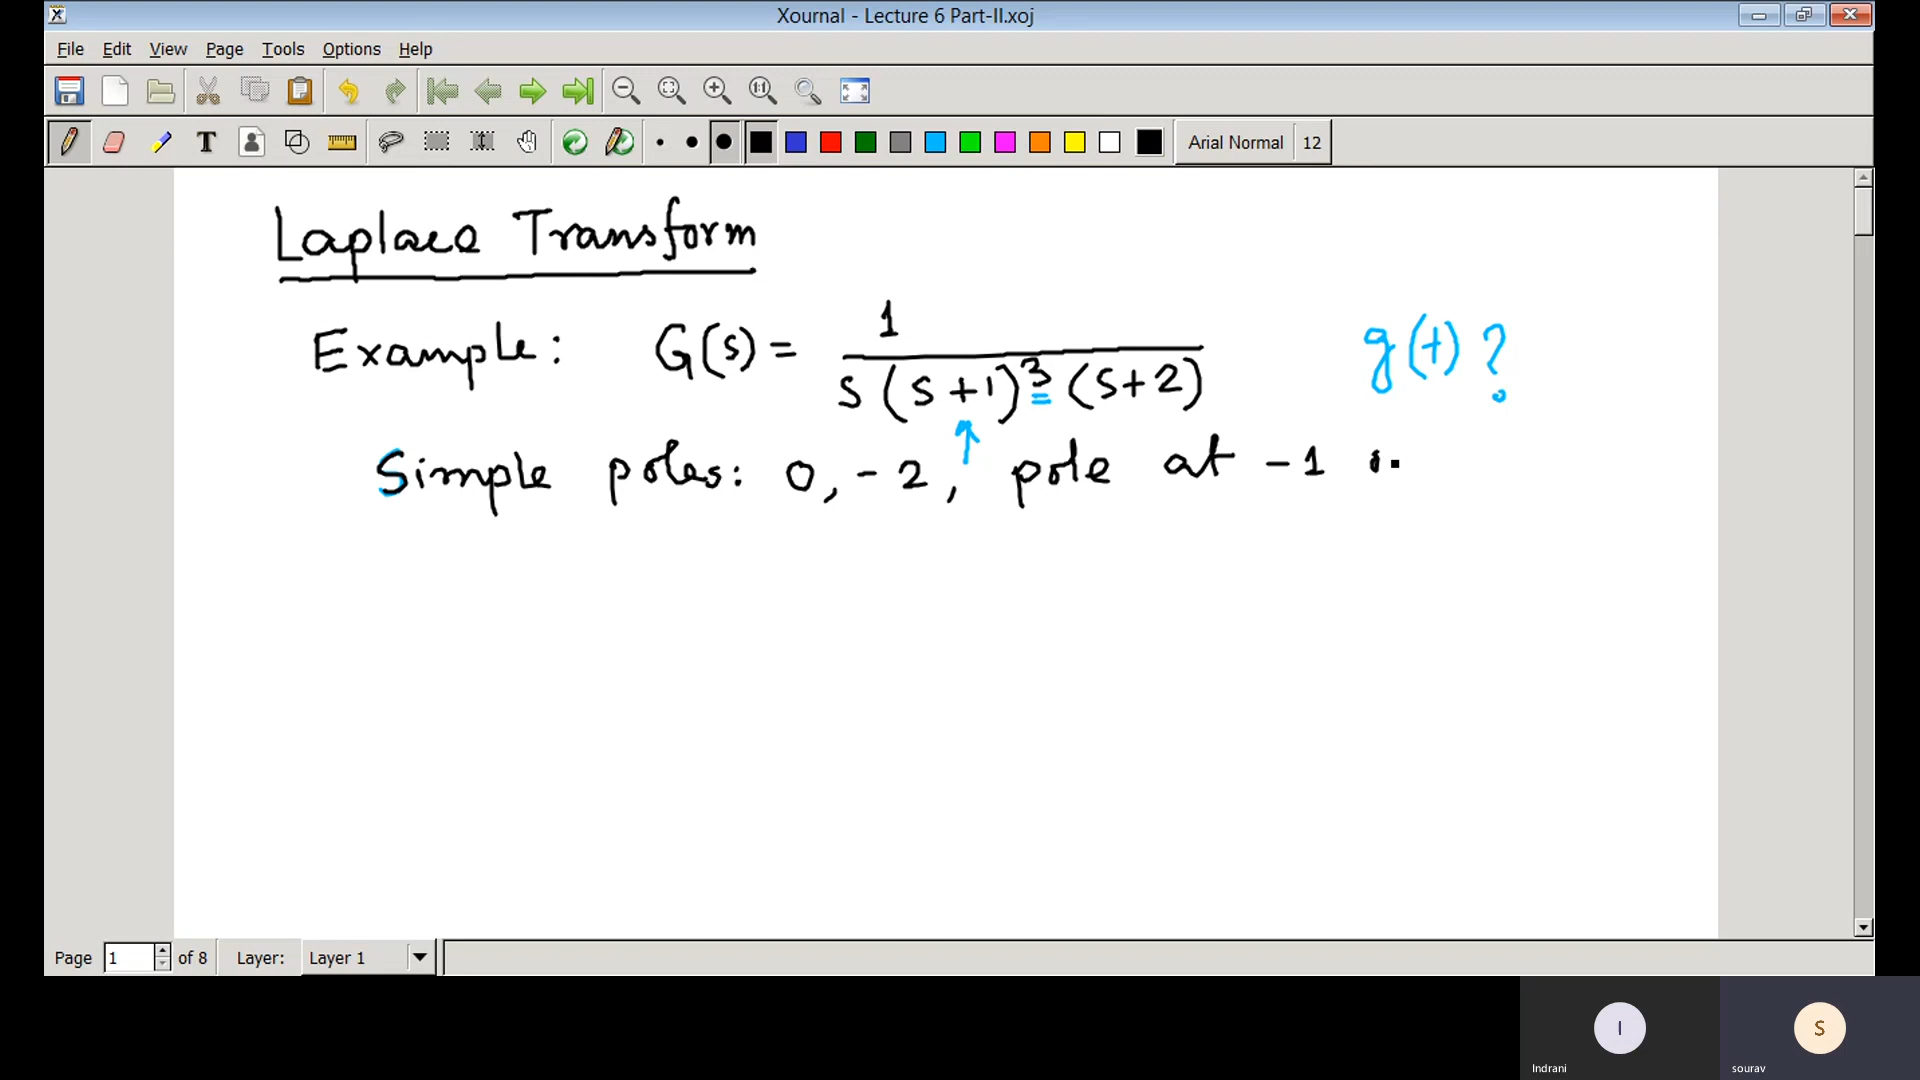 Xournal - Lecture 6 Part-II.xoj
File Edit View Page Tools Options Help
Arial Normal 12
Laplace Transform
Example: G(s) = 1 / s (s+1)^3 (s+2) g(t) ?
Simple poles: 0, -2, pole at -1
Page 1 of 8 Layer: Layer 1
I S
Indrani sourav